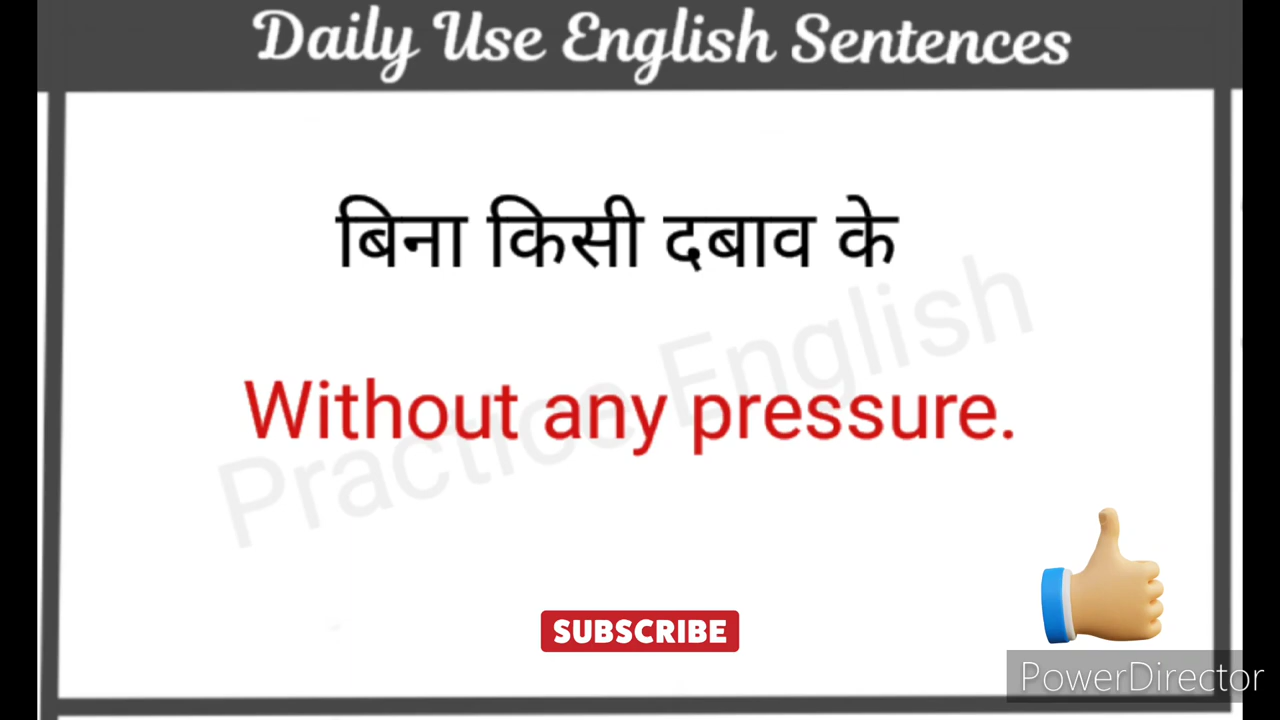 Daily Use English Sentences
बिना किसी दबाव के
Without any pressure.
Practice English
SUBSCRIBE
PowerDirector